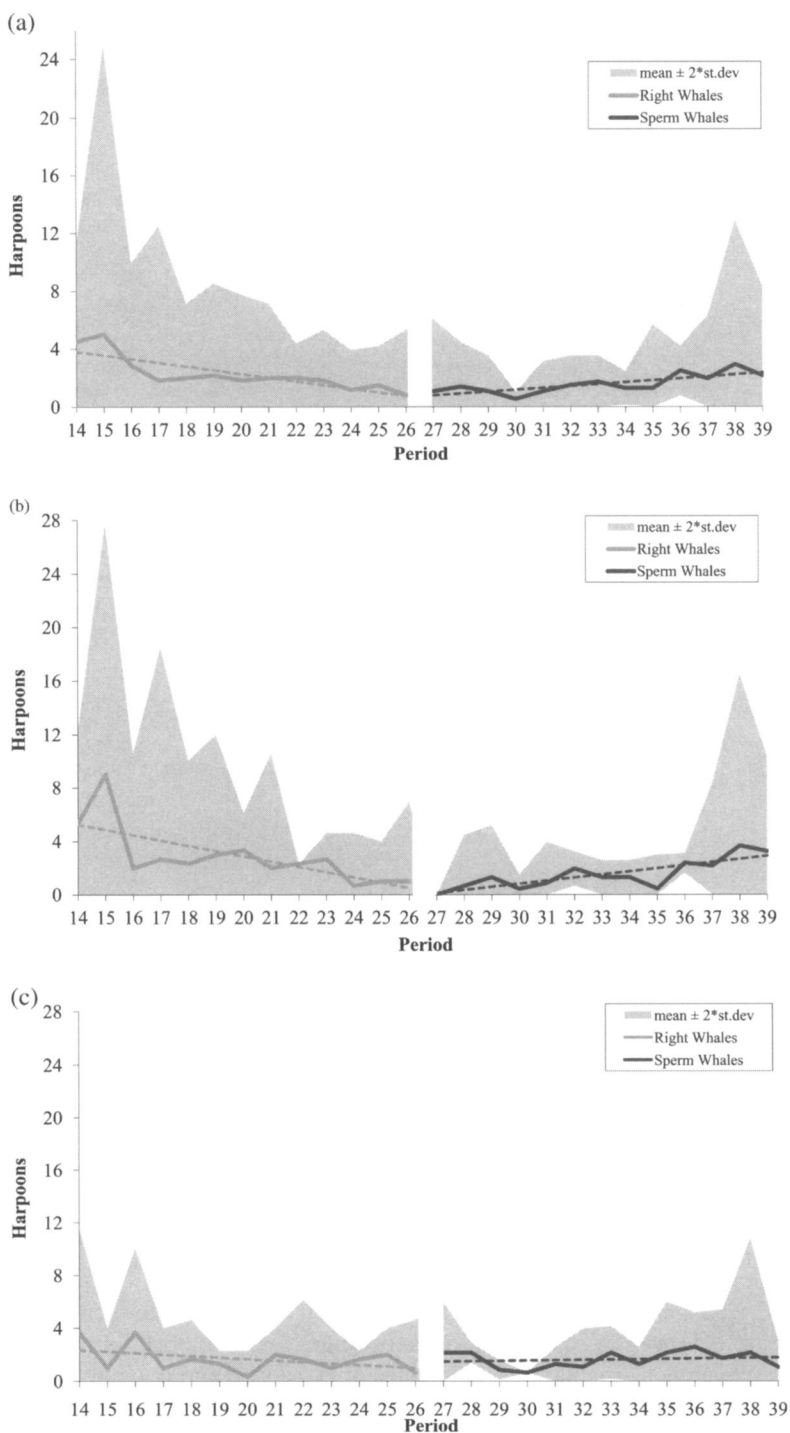 (a)
24
20
16
12
8
4
0
Harpoons
mean ± 2*st.dev
Right Whales
Sperm Whales
14 15 16 17 18 19 20 21 22 23 24 25 26 27 28 29 30 31 32 33 34 35 36 37 38 39
Period
(b)
28
24
20
16
12
8
4
0
Harpoons
mean ± 2*st.dev
Right Whales
Sperm Whales
14 15 16 17 18 19 20 21 22 23 24 25 26 27 28 29 30 31 32 33 34 35 36 37 38 39
Period
(c)
28
24
20
16
12
8
4
0
Harpoons
mean ± 2*st.dev
Right Whales
Sperm Whales
14 15 16 17 18 19 20 21 22 23 24 25 26 27 28 29 30 31 32 33 34 35 36 37 38 39
Period